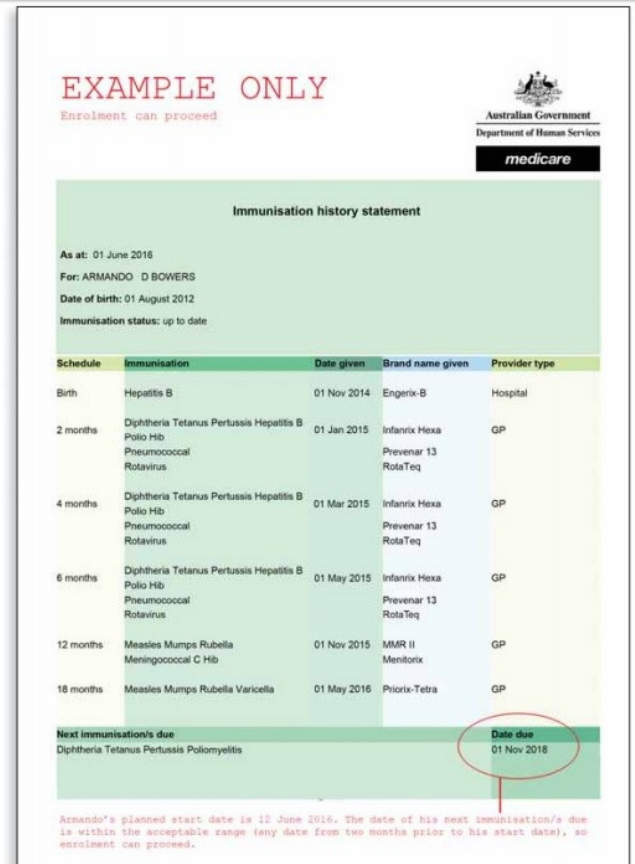 EXAMPLE ONLY
Enrolment can proceed
Australian Government
Department of Human Services
medicare
Immunisation history statement
As at: 01 June 2016
For: ARMANDO D BOWERS
Date of birth: 01 August 2012
Immunisation status: up to date
Schedule Immunisation Date given Brand name given Provider type
Birth Hepatitis B 01 Nov 2014 Engerix-B Hospital
Diphtheria Tetanus Pertussis Hepatitis B
2 months 01 Jan 2015 Infanrix Hexa GP
Polio Hib
Pneumococcal Prevenar 13
Rotavirus RotaTeq
Diphtheria Tetanus Pertussis Hepatitis B
4 months 01 Mar 2015 Infanrix Hexa GP
Polio Hib
Pneumococcal Prevenar 13
Rotavirus RotaTeq
Diphtheria Tetanus Pertussis Hepatitis B
6 months 01 May 2015 Infanrix Hexa GP
Polio Hib
Pneumococcal Prevenar 13
Rotavirus RotaTeq
12 months Measles Mumps Rubella 01 Nov 2015 MMR II GP
Meningococcal C Hib Menitorix
18 months Measles Mumps Rubella Varicella 01 May 2016 Priorix-Tetra GP
Next immunisation/s due Date due
Diphtheria Tetanus Pertussis Poliomyelitis 01 Nov 2018
Armando's planned start date is 12 June 2016. The date of his next immunisation/s due
is within the acceptable range (any date from two months prior to his start date), so
enrolment can proceed.